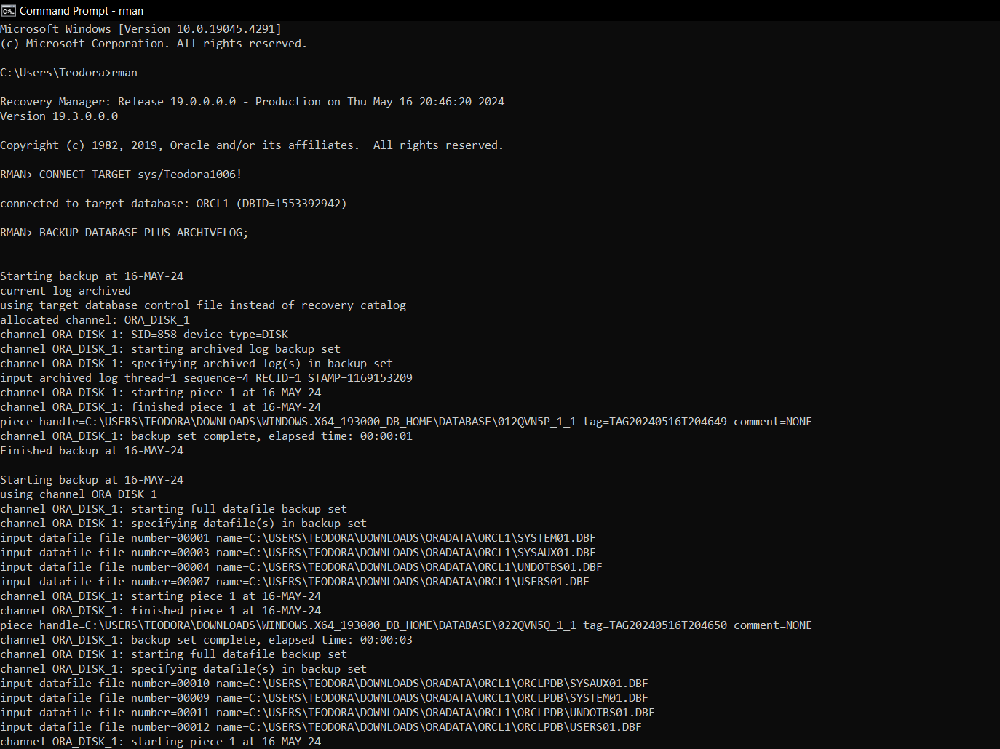 Command Prompt - rman
Microsoft Windows [Version 10.0.19045.4291]
(c) Microsoft Corporation. All rights reserved.
C:\Users\Teodora>rman
Recovery Manager: Release 19.0.0.0.0 - Production on Thu May 16 20:46:20 2024
Version 19.3.0.0.0
Copyright (c) 1982, 2019, Oracle and/or its affiliates.  All rights reserved.
RMAN> CONNECT TARGET sys/Teodora1006!
connected to target database: ORCL1 (DBID=1553392942)
RMAN> BACKUP DATABASE PLUS ARCHIVELOG;
Starting backup at 16-MAY-24
current log archived
using target database control file instead of recovery catalog
allocated channel: ORA_DISK_1
channel ORA_DISK_1: SID=858 device type=DISK
channel ORA_DISK_1: starting archived log backup set
channel ORA_DISK_1: specifying archived log(s) in backup set
input archived log thread=1 sequence=4 RECID=1 STAMP=1169153209
channel ORA_DISK_1: starting piece 1 at 16-MAY-24
channel ORA_DISK_1: finished piece 1 at 16-MAY-24
piece handle=C:\USERS\TEODORA\DOWNLOADS\WINDOWS.X64_193000_DB_HOME\DATABASE\012QVN5P_1_1 tag=TAG20240516T204649 comment=NONE
channel ORA_DISK_1: backup set complete, elapsed time: 00:00:01
Finished backup at 16-MAY-24
Starting backup at 16-MAY-24
using channel ORA_DISK_1
channel ORA_DISK_1: starting full datafile backup set
channel ORA_DISK_1: specifying datafile(s) in backup set
input datafile file number=00001 name=C:\USERS\TEODORA\DOWNLOADS\ORADATA\ORCL1\SYSTEM01.DBF
input datafile file number=00003 name=C:\USERS\TEODORA\DOWNLOADS\ORADATA\ORCL1\SYSAUX01.DBF
input datafile file number=00004 name=C:\USERS\TEODORA\DOWNLOADS\ORADATA\ORCL1\UNDOTBS01.DBF
input datafile file number=00007 name=C:\USERS\TEODORA\DOWNLOADS\ORADATA\ORCL1\USERS01.DBF
channel ORA_DISK_1: starting piece 1 at 16-MAY-24
channel ORA_DISK_1: finished piece 1 at 16-MAY-24
piece handle=C:\USERS\TEODORA\DOWNLOADS\WINDOWS.X64_193000_DB_HOME\DATABASE\022QVN5Q_1_1 tag=TAG20240516T204650 comment=NONE
channel ORA_DISK_1: backup set complete, elapsed time: 00:00:03
channel ORA_DISK_1: starting full datafile backup set
channel ORA_DISK_1: specifying datafile(s) in backup set
input datafile file number=00010 name=C:\USERS\TEODORA\DOWNLOADS\ORADATA\ORCL1\ORCLPDB\SYSAUX01.DBF
input datafile file number=00009 name=C:\USERS\TEODORA\DOWNLOADS\ORADATA\ORCL1\ORCLPDB\SYSTEM01.DBF
input datafile file number=00011 name=C:\USERS\TEODORA\DOWNLOADS\ORADATA\ORCL1\ORCLPDB\UNDOTBS01.DBF
input datafile file number=00012 name=C:\USERS\TEODORA\DOWNLOADS\ORADATA\ORCL1\ORCLPDB\USERS01.DBF
channel ORA_DISK_1: starting piece 1 at 16-MAY-24